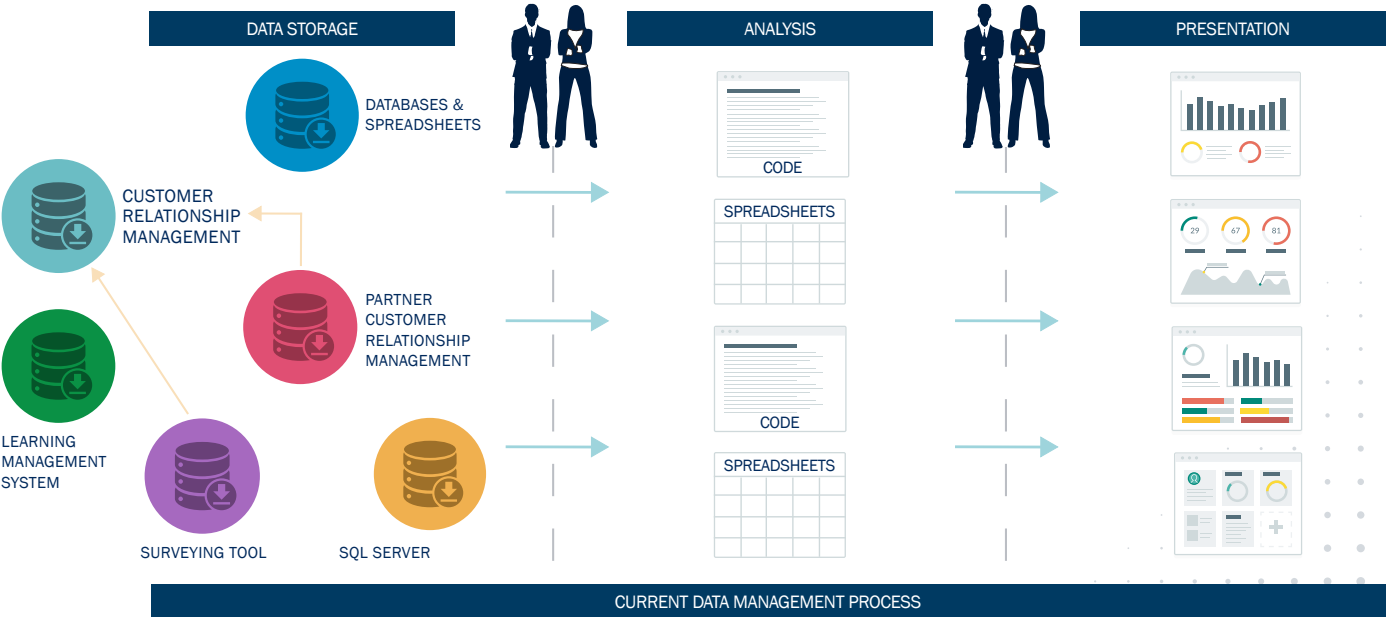 DATA STORAGE
ANALYSIS
PRESENTATION
DATABASES &
SPREADSHEETS
CUSTOMER
RELATIONSHIP
MANAGEMENT
PARTNER
CUSTOMER
RELATIONSHIP
MANAGEMENT
LEARNING
MANAGEMENT
SYSTEM
SURVEYING TOOL
SQL SERVER
CODE
SPREADSHEETS
CODE
SPREADSHEETS
29
67
81
CURRENT DATA MANAGEMENT PROCESS